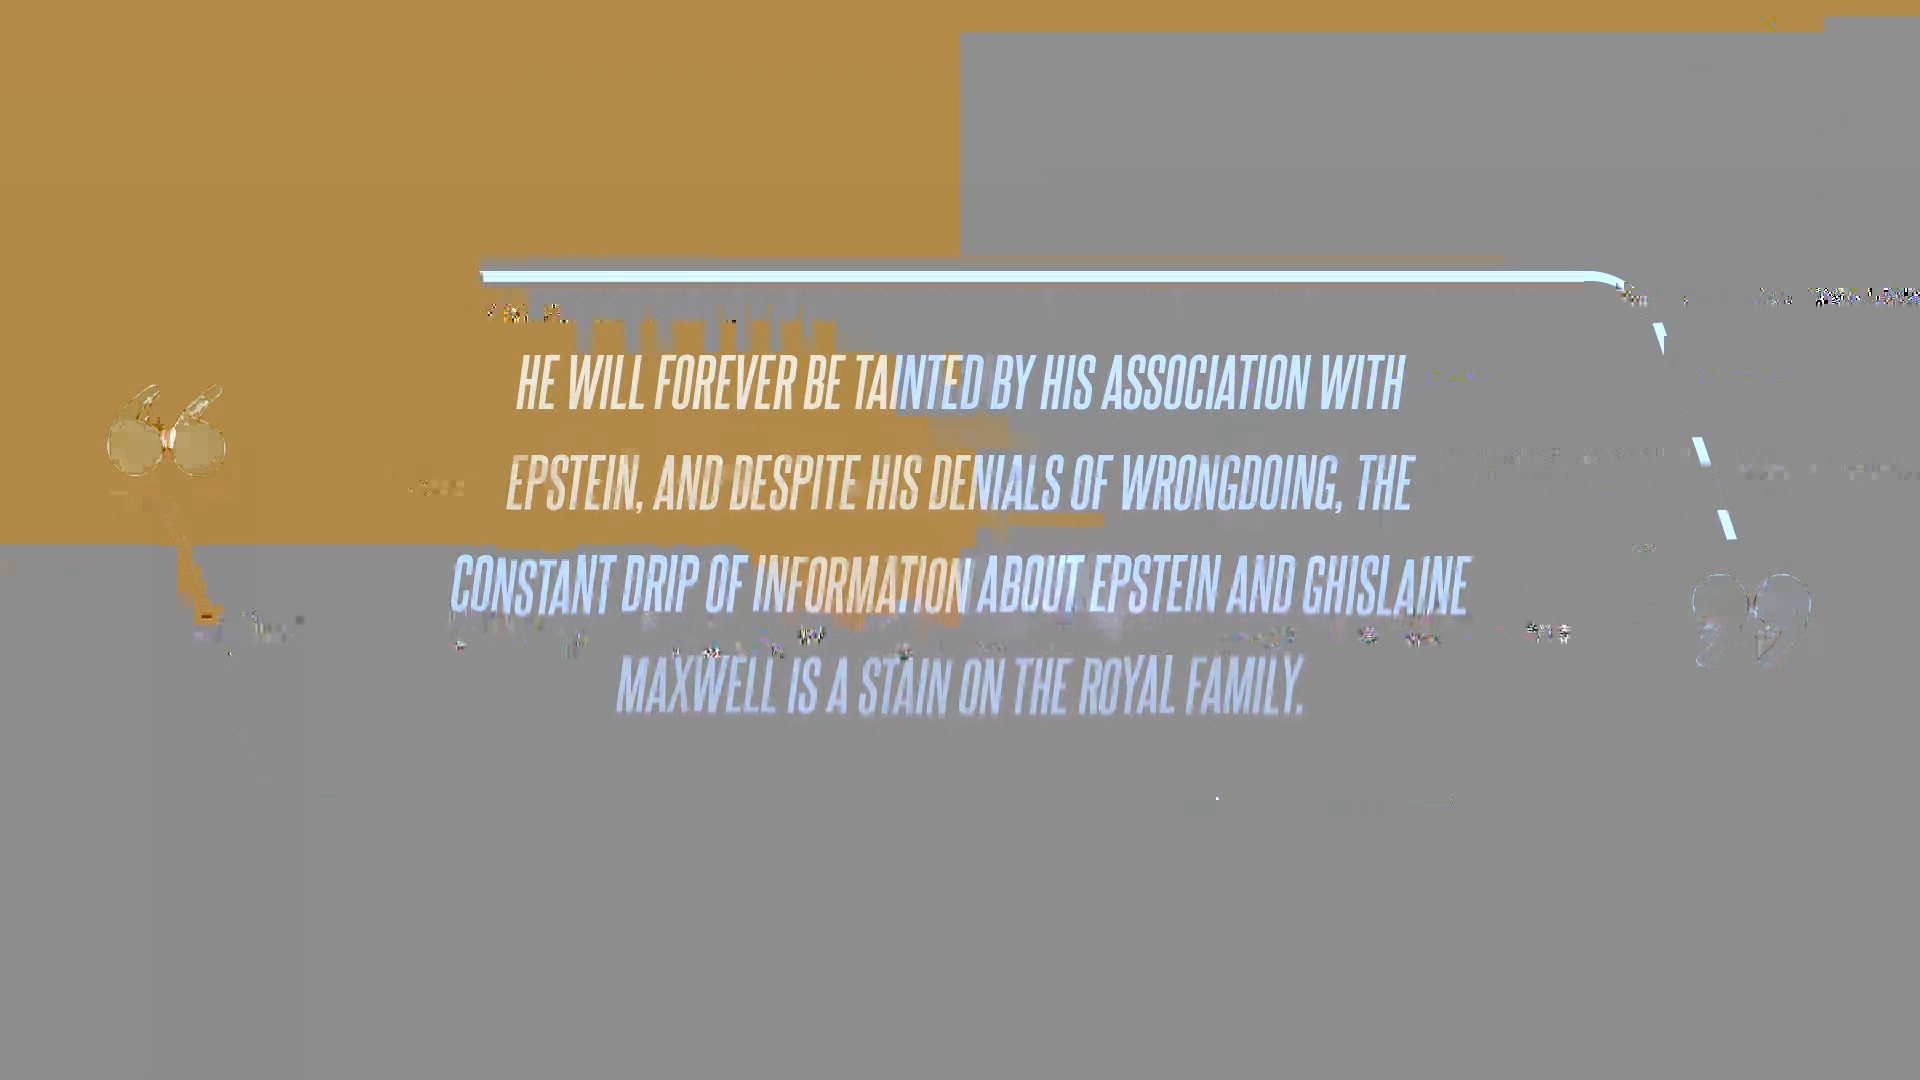 HE WILL FOREVER BE TAINTED BY HIS ASSOCIATION WITH
EPSTEIN, AND DESPITE HIS DENIALS OF WRONGDOING, THE
CONSTANT DRIP OF INFORMATION ABOUT EPSTEIN AND GHISLAINE
MAXWELL IS A STAIN ON THE ROYAL FAMILY.